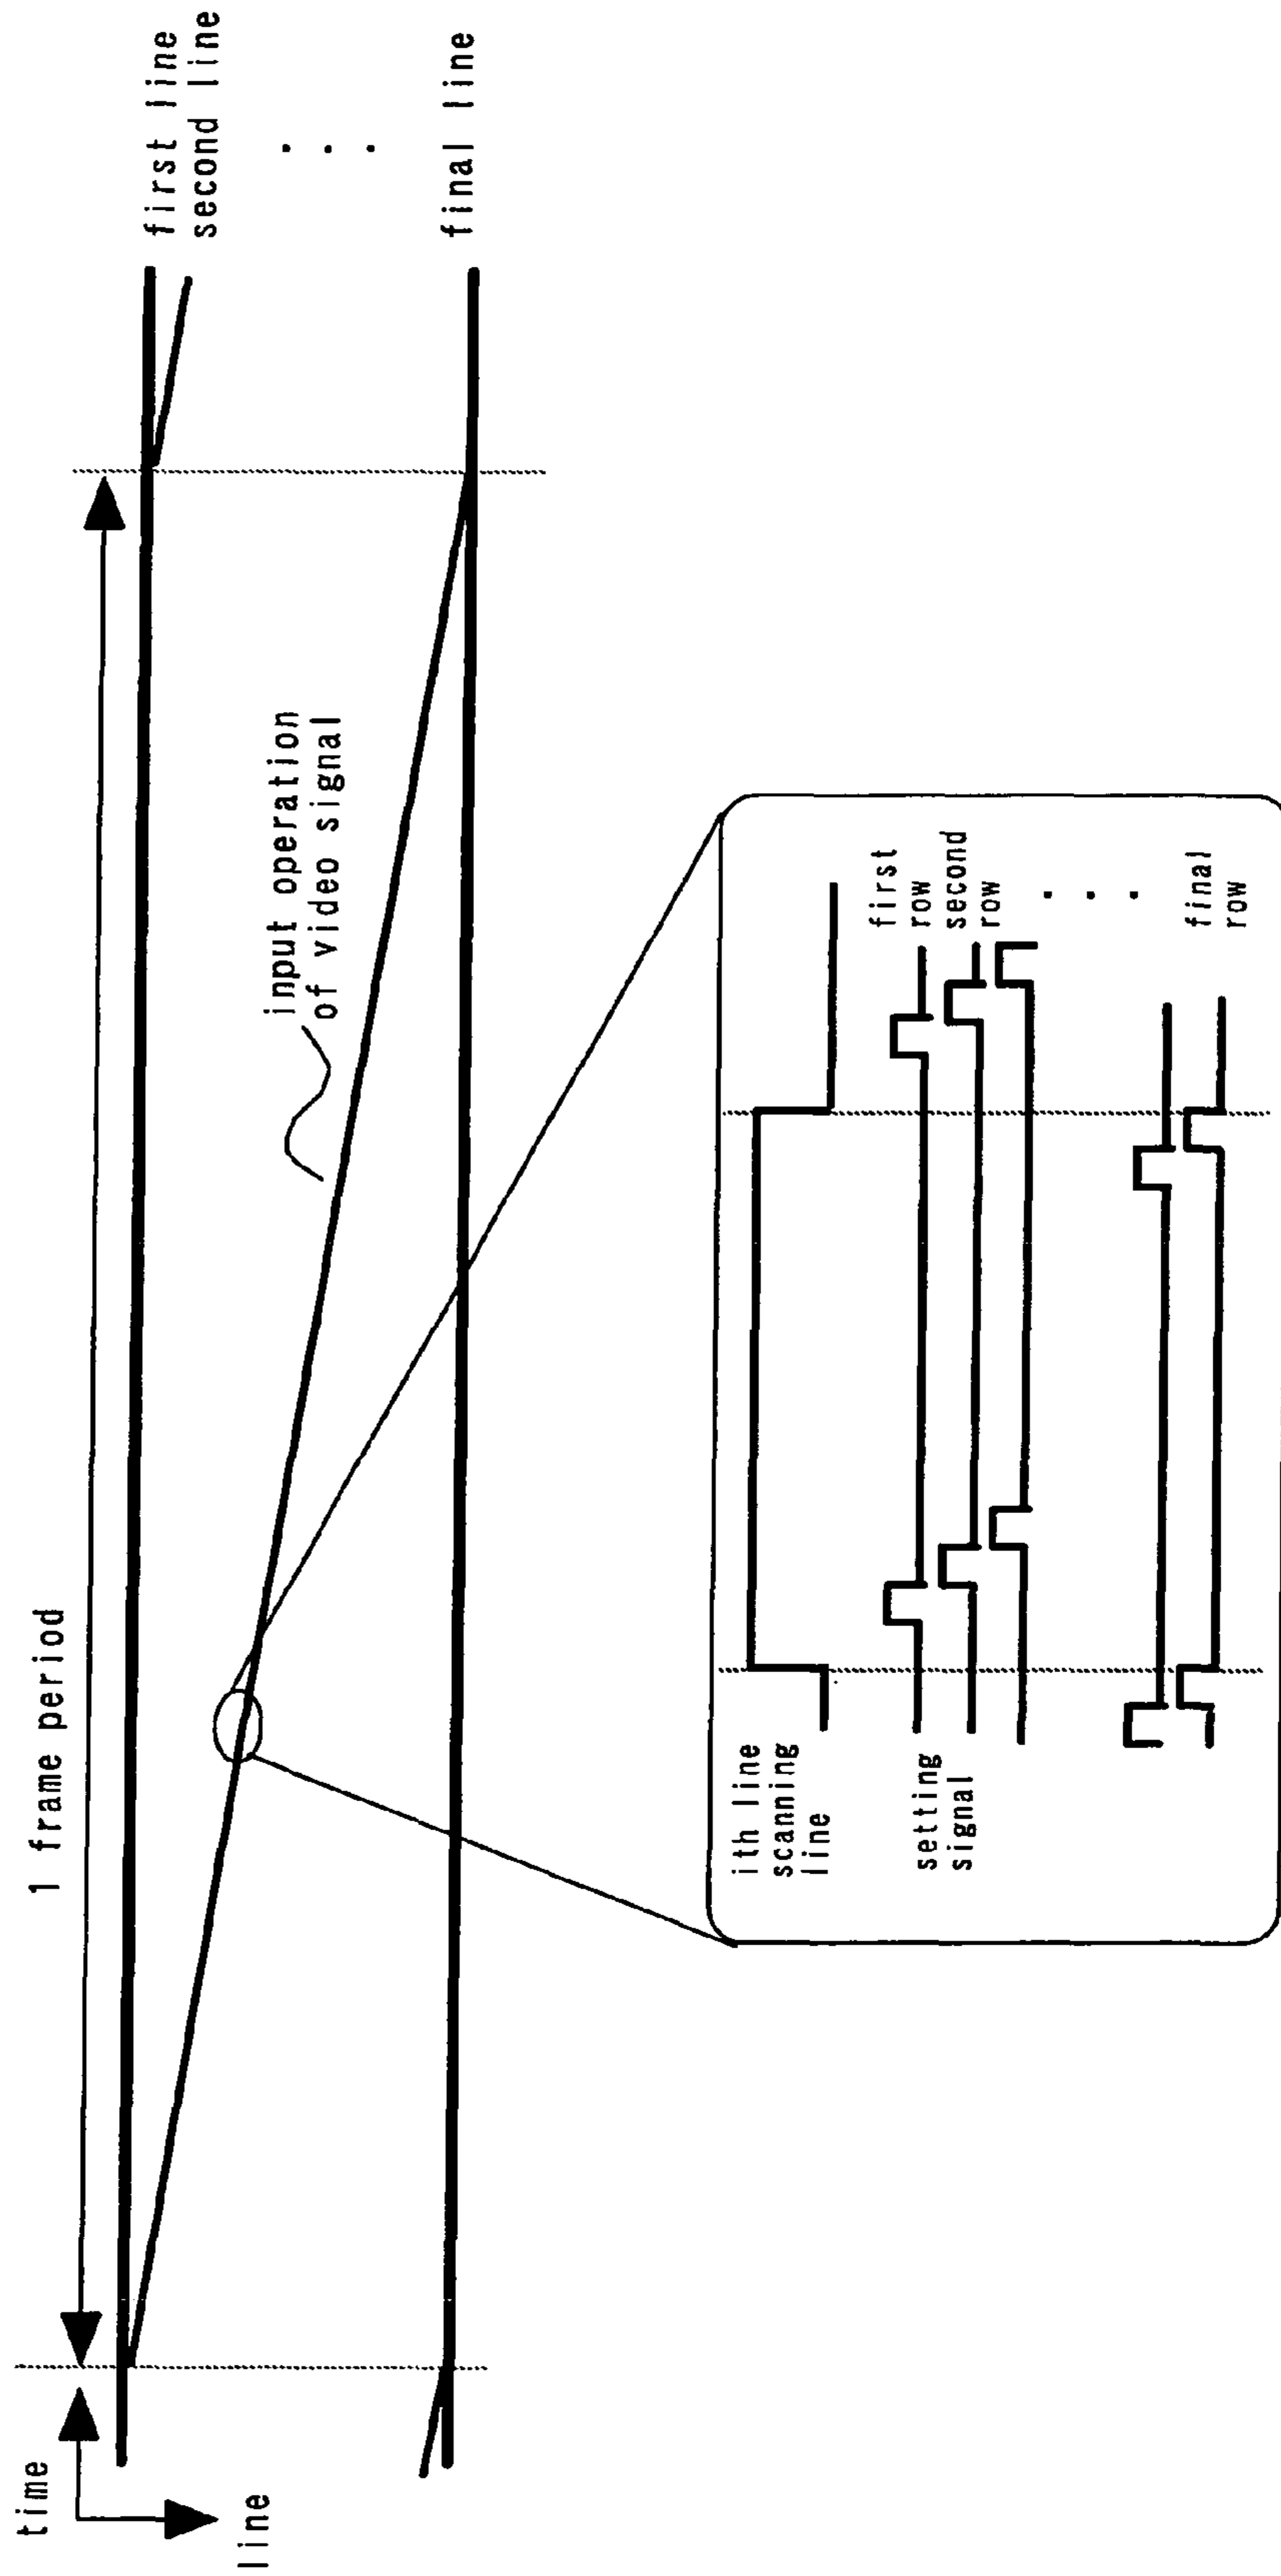 time
line
1 frame period
input operation
of video signal
first line
second line
final line
ith line
scanning
line
setting
signal
first
row
second
row
final
row